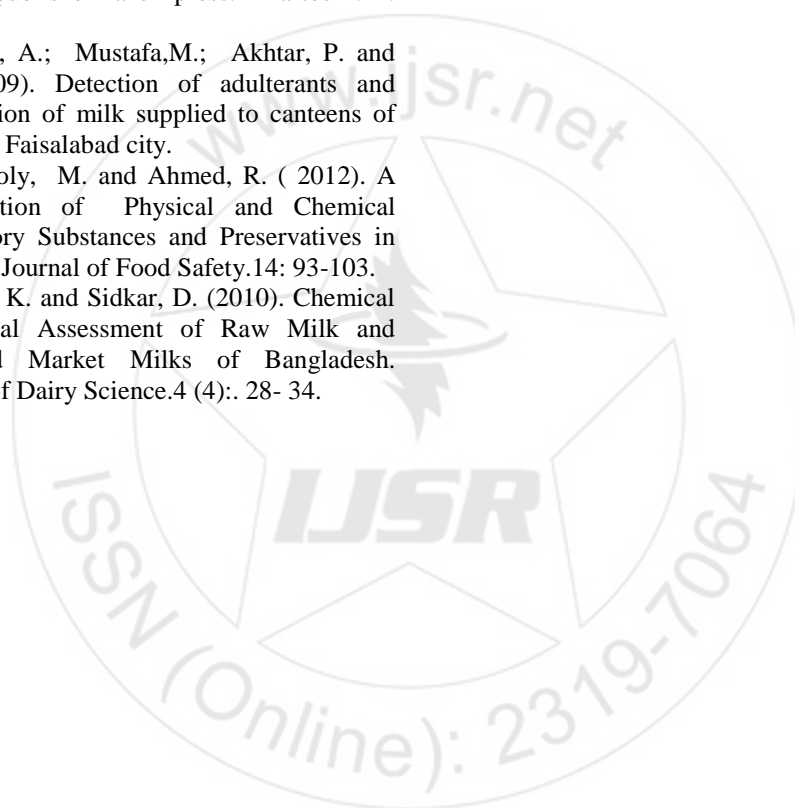 A.; Mustafa,M.; Akhtar, P. and
09). Detection of adulterants and
tion of milk supplied to canteens of
Faisalabad city.
oly, M. and Ahmed, R. ( 2012). A
tion of Physical and Chemical
ory Substances and Preservatives in
Journal of Food Safety.14: 93-103.
K. and Sidkar, D. (2010). Chemical
al Assessment of Raw Milk and
d Market Milks of Bangladesh.
f Dairy Science.4 (4):. 28- 34.
www.ijsr.net
IJSR
ISSN (Online): 2319-7064